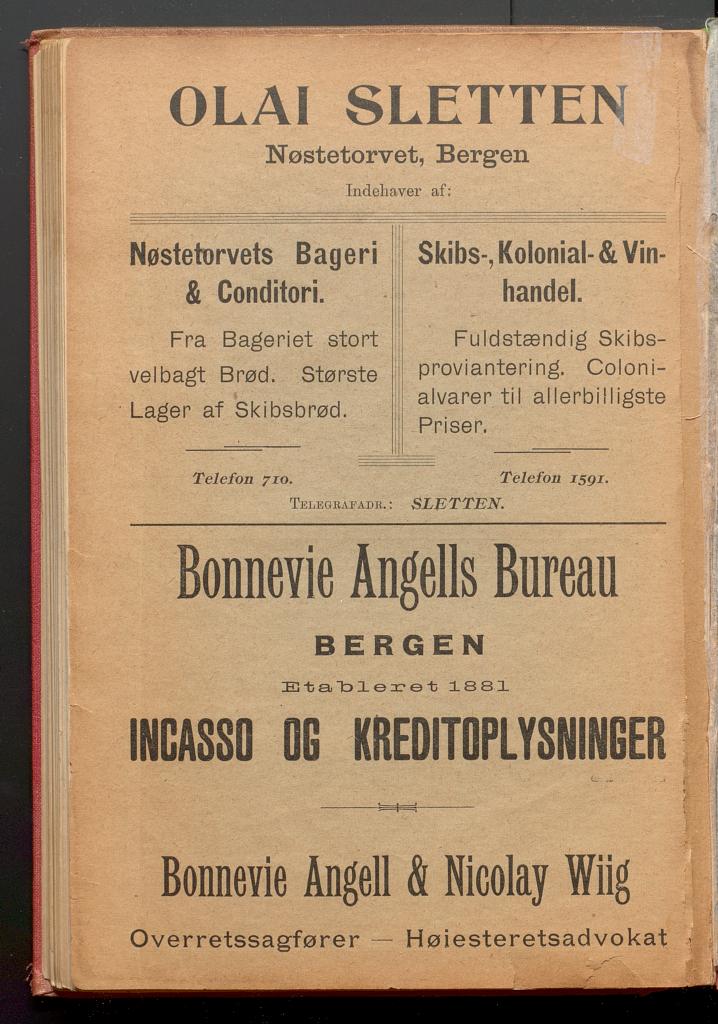 OLAI SLETTEN
Nøstetorvet, Bergen
Indehaver af:
Nøstetorvets Bageri
& Conditori.
Fra Bageriet stort
velbagt Brød. Største
Lager af Skibsbrød.
Telefon 710.
Skibs-, Kolonial- & Vin-
handel.
Fuldstændig Skibs-
proviantering. Coloni-
alvarer til allerbilligste
Priser.
Telefon 1591.
TELEGRAFADR.: SLETTEN.
Bonnevie Angells Bureau
BERGEN
Etableret 1881
INCASSO OG KREDITOPLYSNINGER
Bonnevie Angell & Nicolay Wiig
Overretssagfører — Høiesteretsadvokat